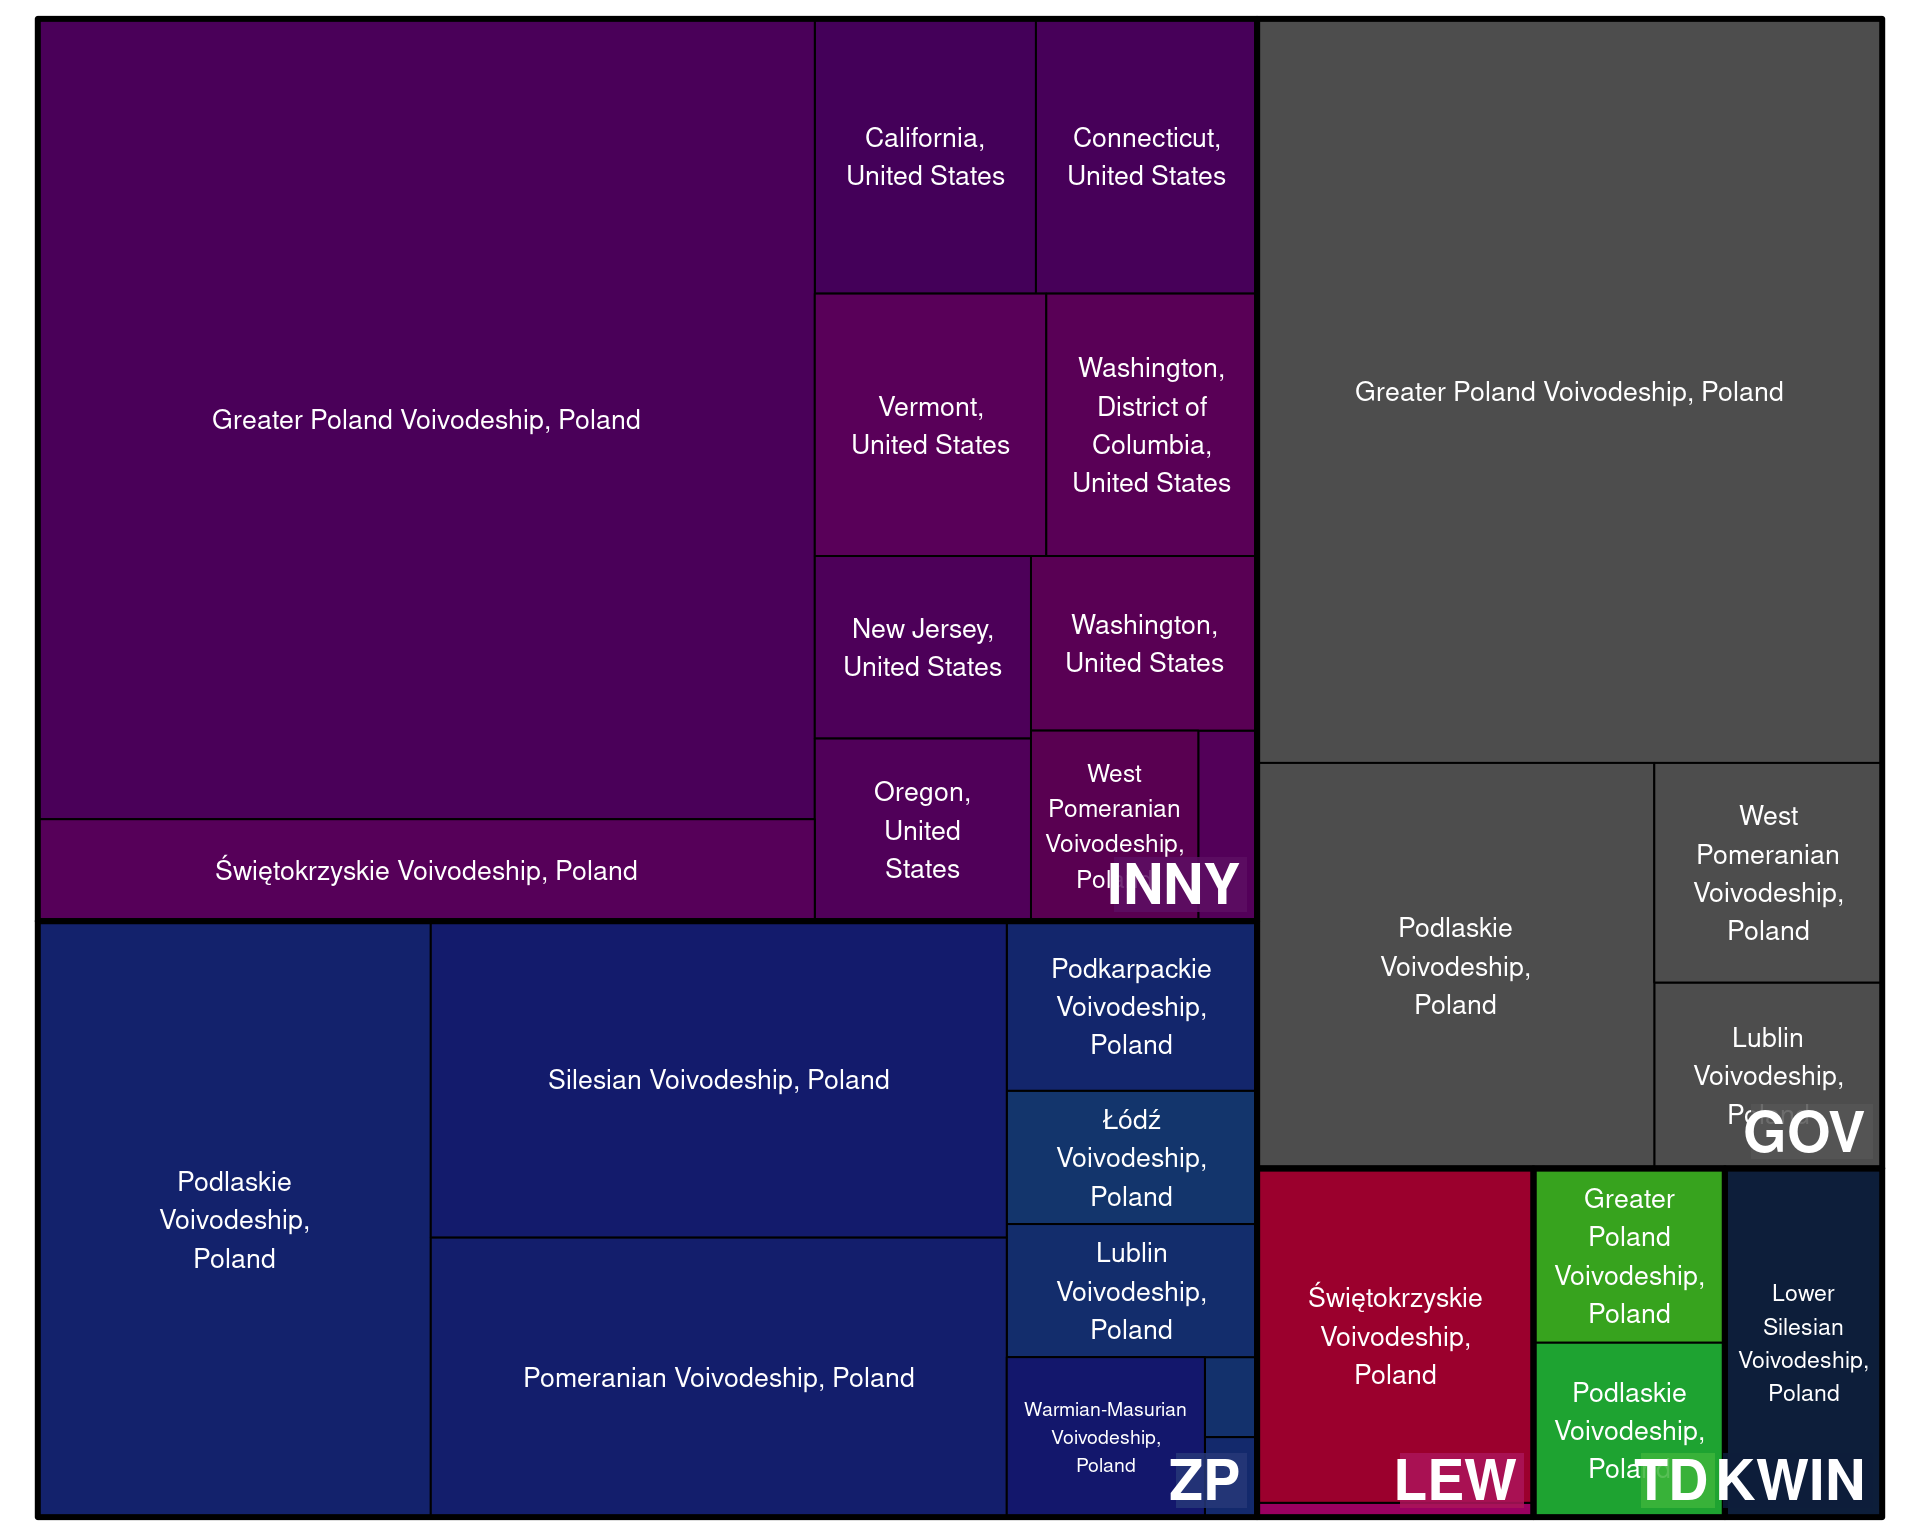 Greater Poland Voivodeship, Poland
Świętokrzyskie Voivodeship, Poland
California,
United States
Connecticut,
United States
Vermont,
United States
Washington,
District of
Columbia,
United States
New Jersey,
United States
Washington,
United States
Oregon,
United
States
West
Pomeranian
Voivodeship,
Poland
INNY
Greater Poland Voivodeship, Poland
Podlaskie
Voivodeship,
Poland
West
Pomeranian
Voivodeship,
Poland
Lublin
Voivodeship,
Poland
GOV
Podlaskie
Voivodeship,
Poland
Silesian Voivodeship, Poland
Pomeranian Voivodeship, Poland
Podkarpackie
Voivodeship,
Poland
Łódź
Voivodeship,
Poland
Lublin
Voivodeship,
Poland
Warmian-Masurian
Voivodeship,
Poland
ZP
Świętokrzyskie
Voivodeship,
Poland
LEW
Greater
Poland
Voivodeship,
Poland
Podlaskie
Voivodeship,
Poland
TD
Lower
Silesian
Voivodeship,
Poland
KWIN